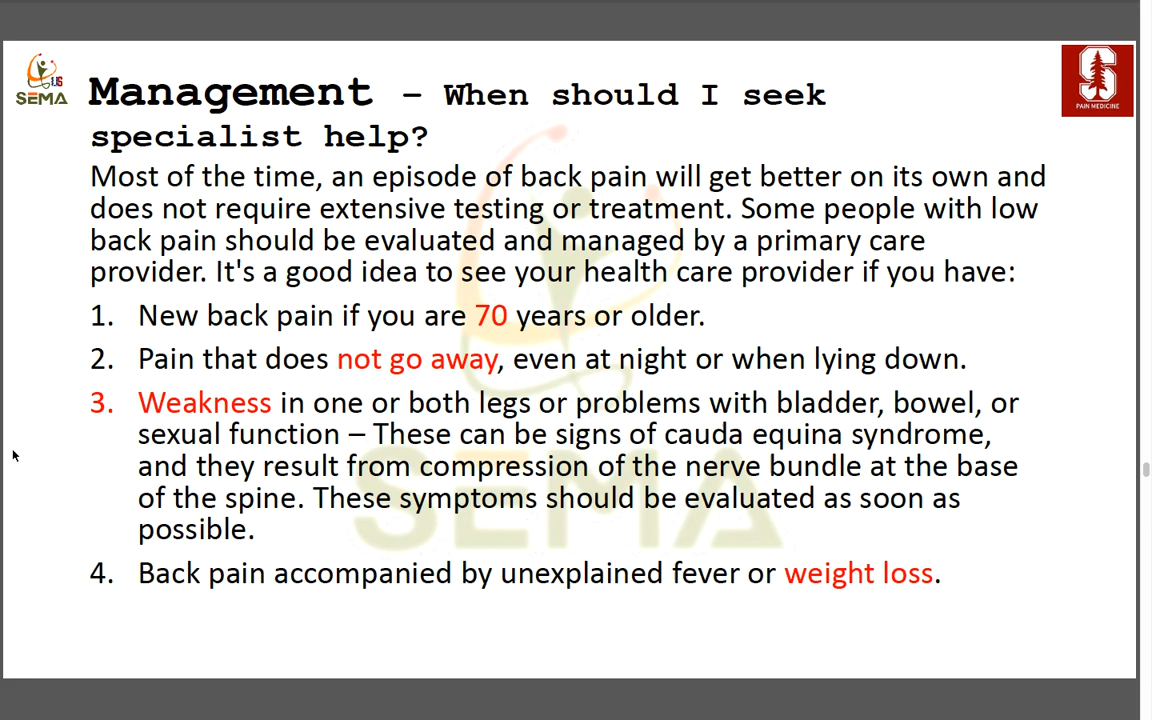 US
SEMA
Management – When should I seek
specialist help?
S
PAIN MEDICINE
Most of the time, an episode of back pain will get better on its own and
does not require extensive testing or treatment. Some people with low
back pain should be evaluated and managed by a primary care
provider. It's a good idea to see your health care provider if you have:
1. New back pain if you are 70 years or older.
2. Pain that does not go away, even at night or when lying down.
3. Weakness in one or both legs or problems with bladder, bowel, or
sexual function – These can be signs of cauda equina syndrome,
and they result from compression of the nerve bundle at the base
of the spine. These symptoms should be evaluated as soon as
possible.
4. Back pain accompanied by unexplained fever or weight loss.
SEMA